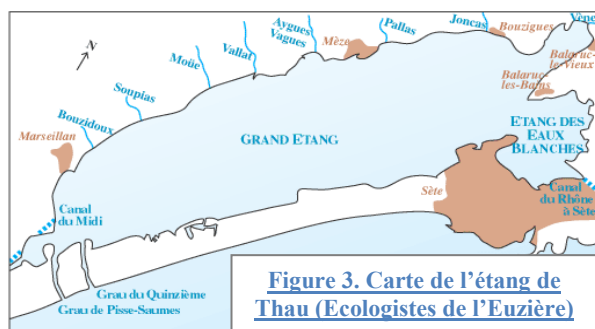 N
Marseillan
Bouzidoux
Soupias
Moüe
Vallat
Aygues
Vagues
Mèze
Pallas
Joncas
Bouzigues
Balaruc-
le-Vieux
Balaruc-
les-Bains
GRAND ETANG
ETANG DES
EAUX
BLANCHES
Sète
Canal
du Rhône
à Sète
Canal
du Midi
Grau du Quinzième
Grau de Pisse-Saumes
Figure 3. Carte de l’étang de
Thau (Ecologistes de l’Euzière)